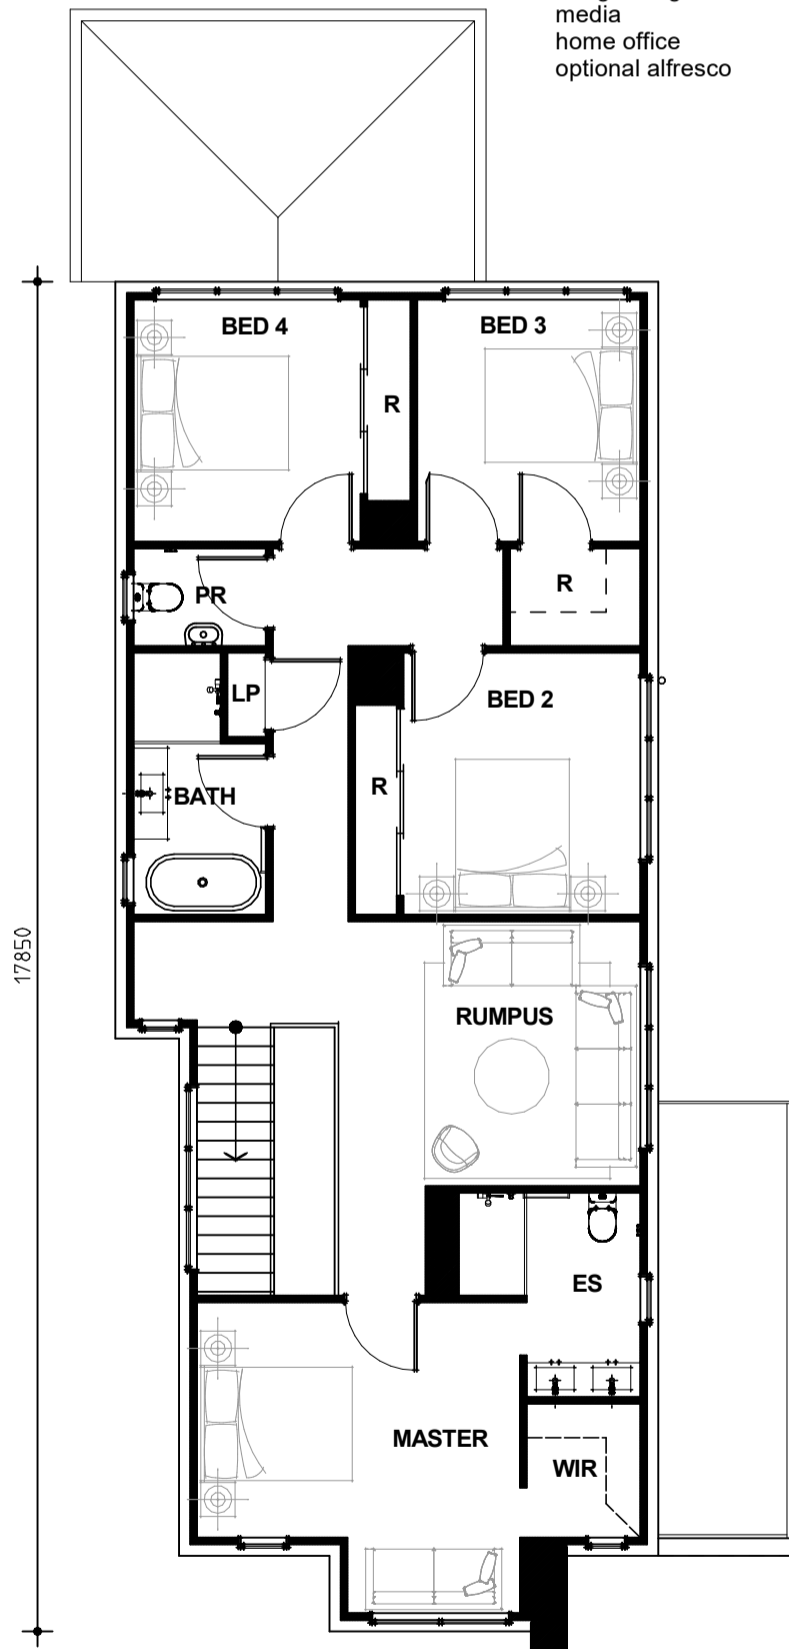 media
home office
optional alfresco
BED 4
BED 3
R
R
PR
LP
BED 2
BATH
R
17850
RUMPUS
ES
MASTER
WIR